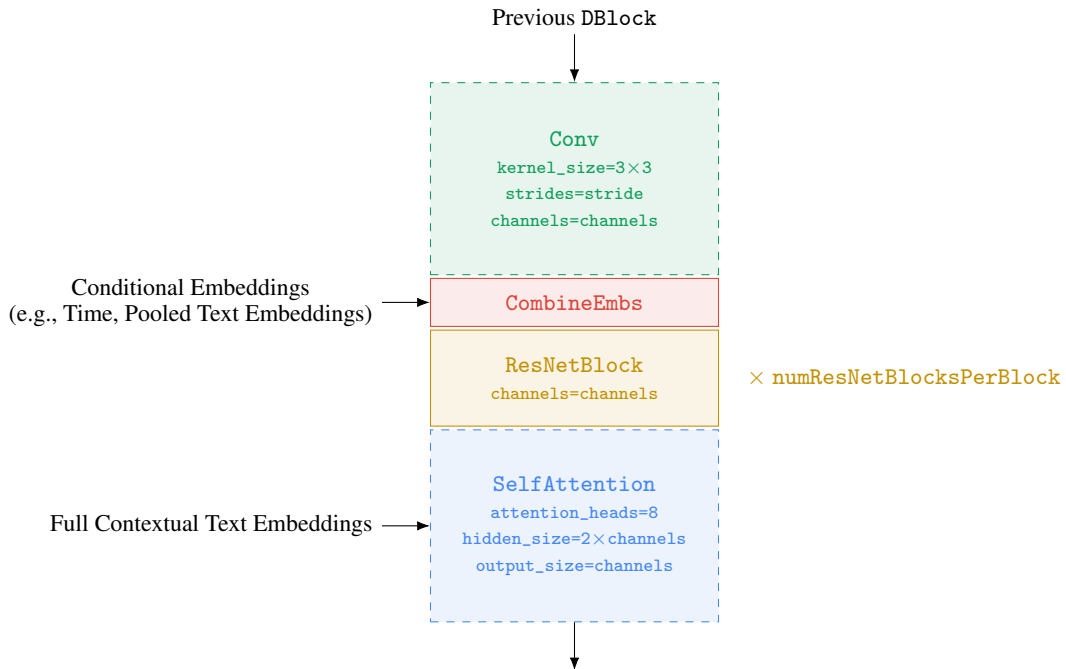 Previous DBlock
Conv
kernel_size=3×3
strides=stride
channels=channels
Conditional Embeddings
(e.g., Time, Pooled Text Embeddings)
CombineEmbs
ResNetBlock
channels=channels
× numResNetBlocksPerBlock
SelfAttention
attention_heads=8
hidden_size=2×channels
output_size=channels
Full Contextual Text Embeddings